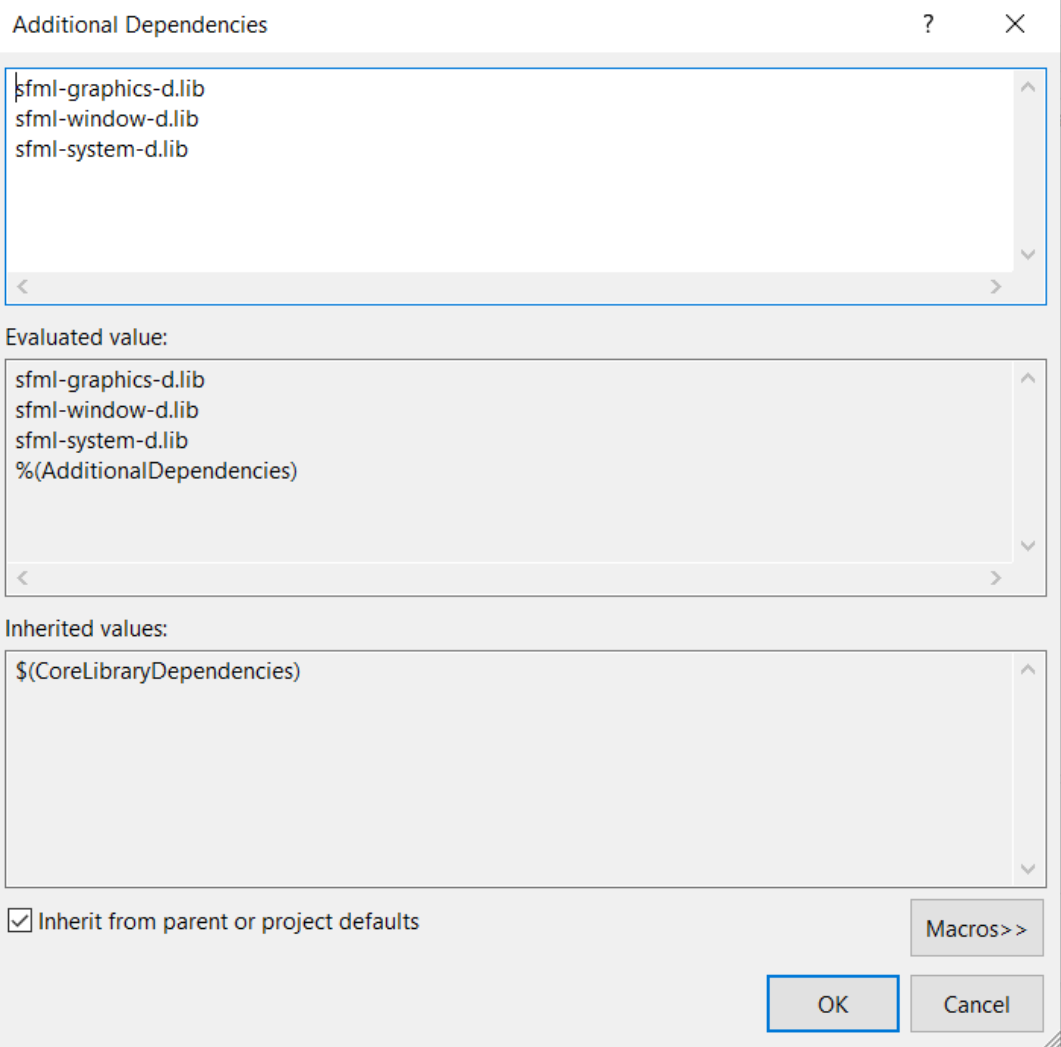 Additional Dependencies
sfml-graphics-d.lib
sfml-window-d.lib
sfml-system-d.lib
Evaluated value:
sfml-graphics-d.lib
sfml-window-d.lib
sfml-system-d.lib
%(AdditionalDependencies)
Inherited values:
$(CoreLibraryDependencies)
Inherit from parent or project defaults
Macros>>
OK
Cancel